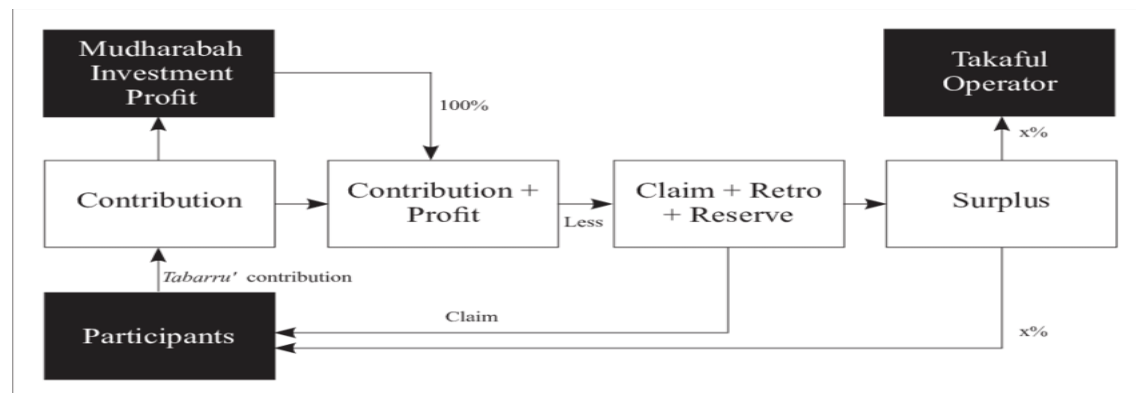 Mudharabah
Investment
Profit
Takaful
Operator
100%
x%
Contribution
Contribution +
Profit
Less
Claim + Retro
+ Reserve
Surplus
Tabarru' contribution
Participants
Claim
x%